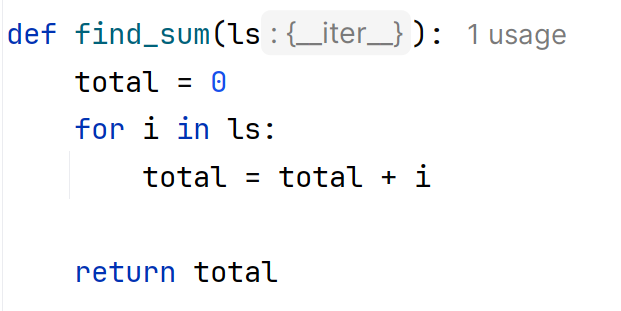 def find_sum(ls : {__iter__} ): 1 usage
    total = 0
    for i in ls:
        total = total + i
    return total